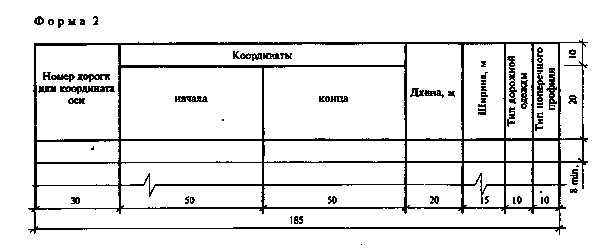 Форма 2
Координаты
Номер дороги
или координата
оси
начала
конца
Длина, м
Ширина, м
Тип дорожной
одежды
Тип поперечного
профиля
10
20
8 min.
30
50
50
20
15
10
10
185